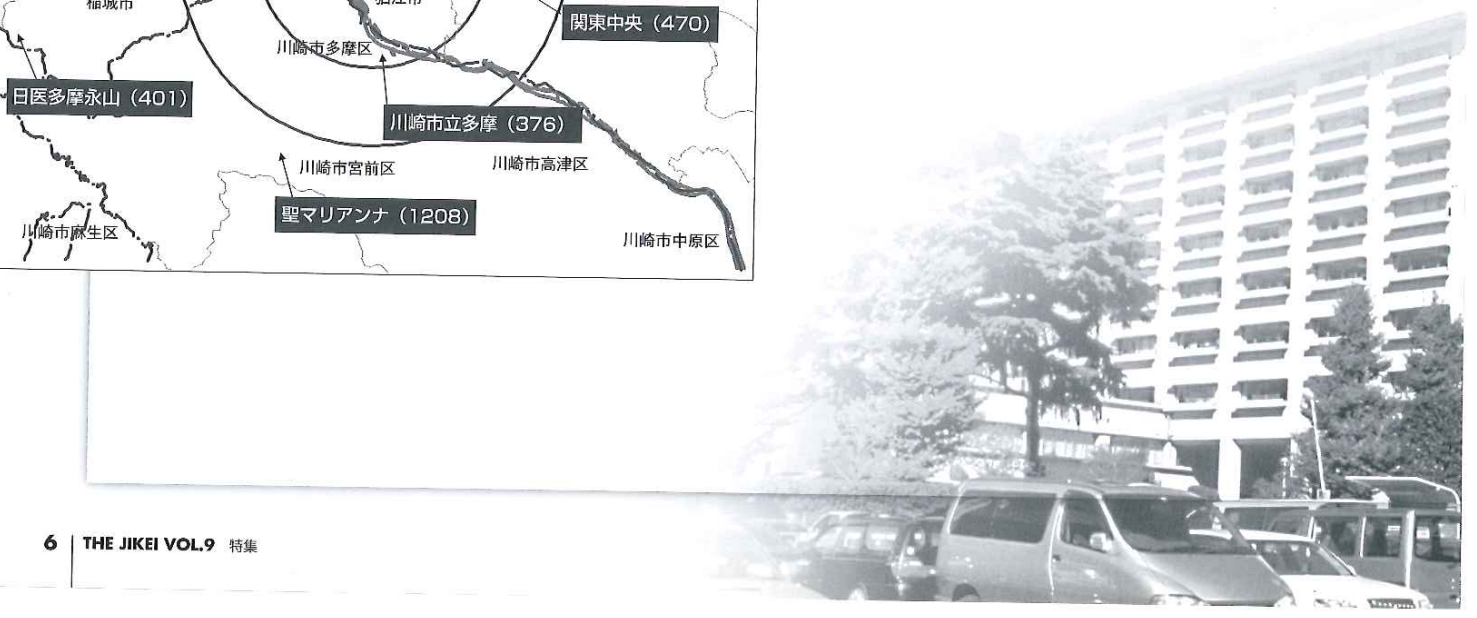 稲城市
狛江市
関東中央（470）
川崎市多摩区
日医多摩永山（401）
川崎市立多摩（376）
川崎市宮前区
川崎市高津区
聖マリアンナ（1208）
川崎市麻生区
川崎市中原区
6 THE JIKEI VOL.9 特集